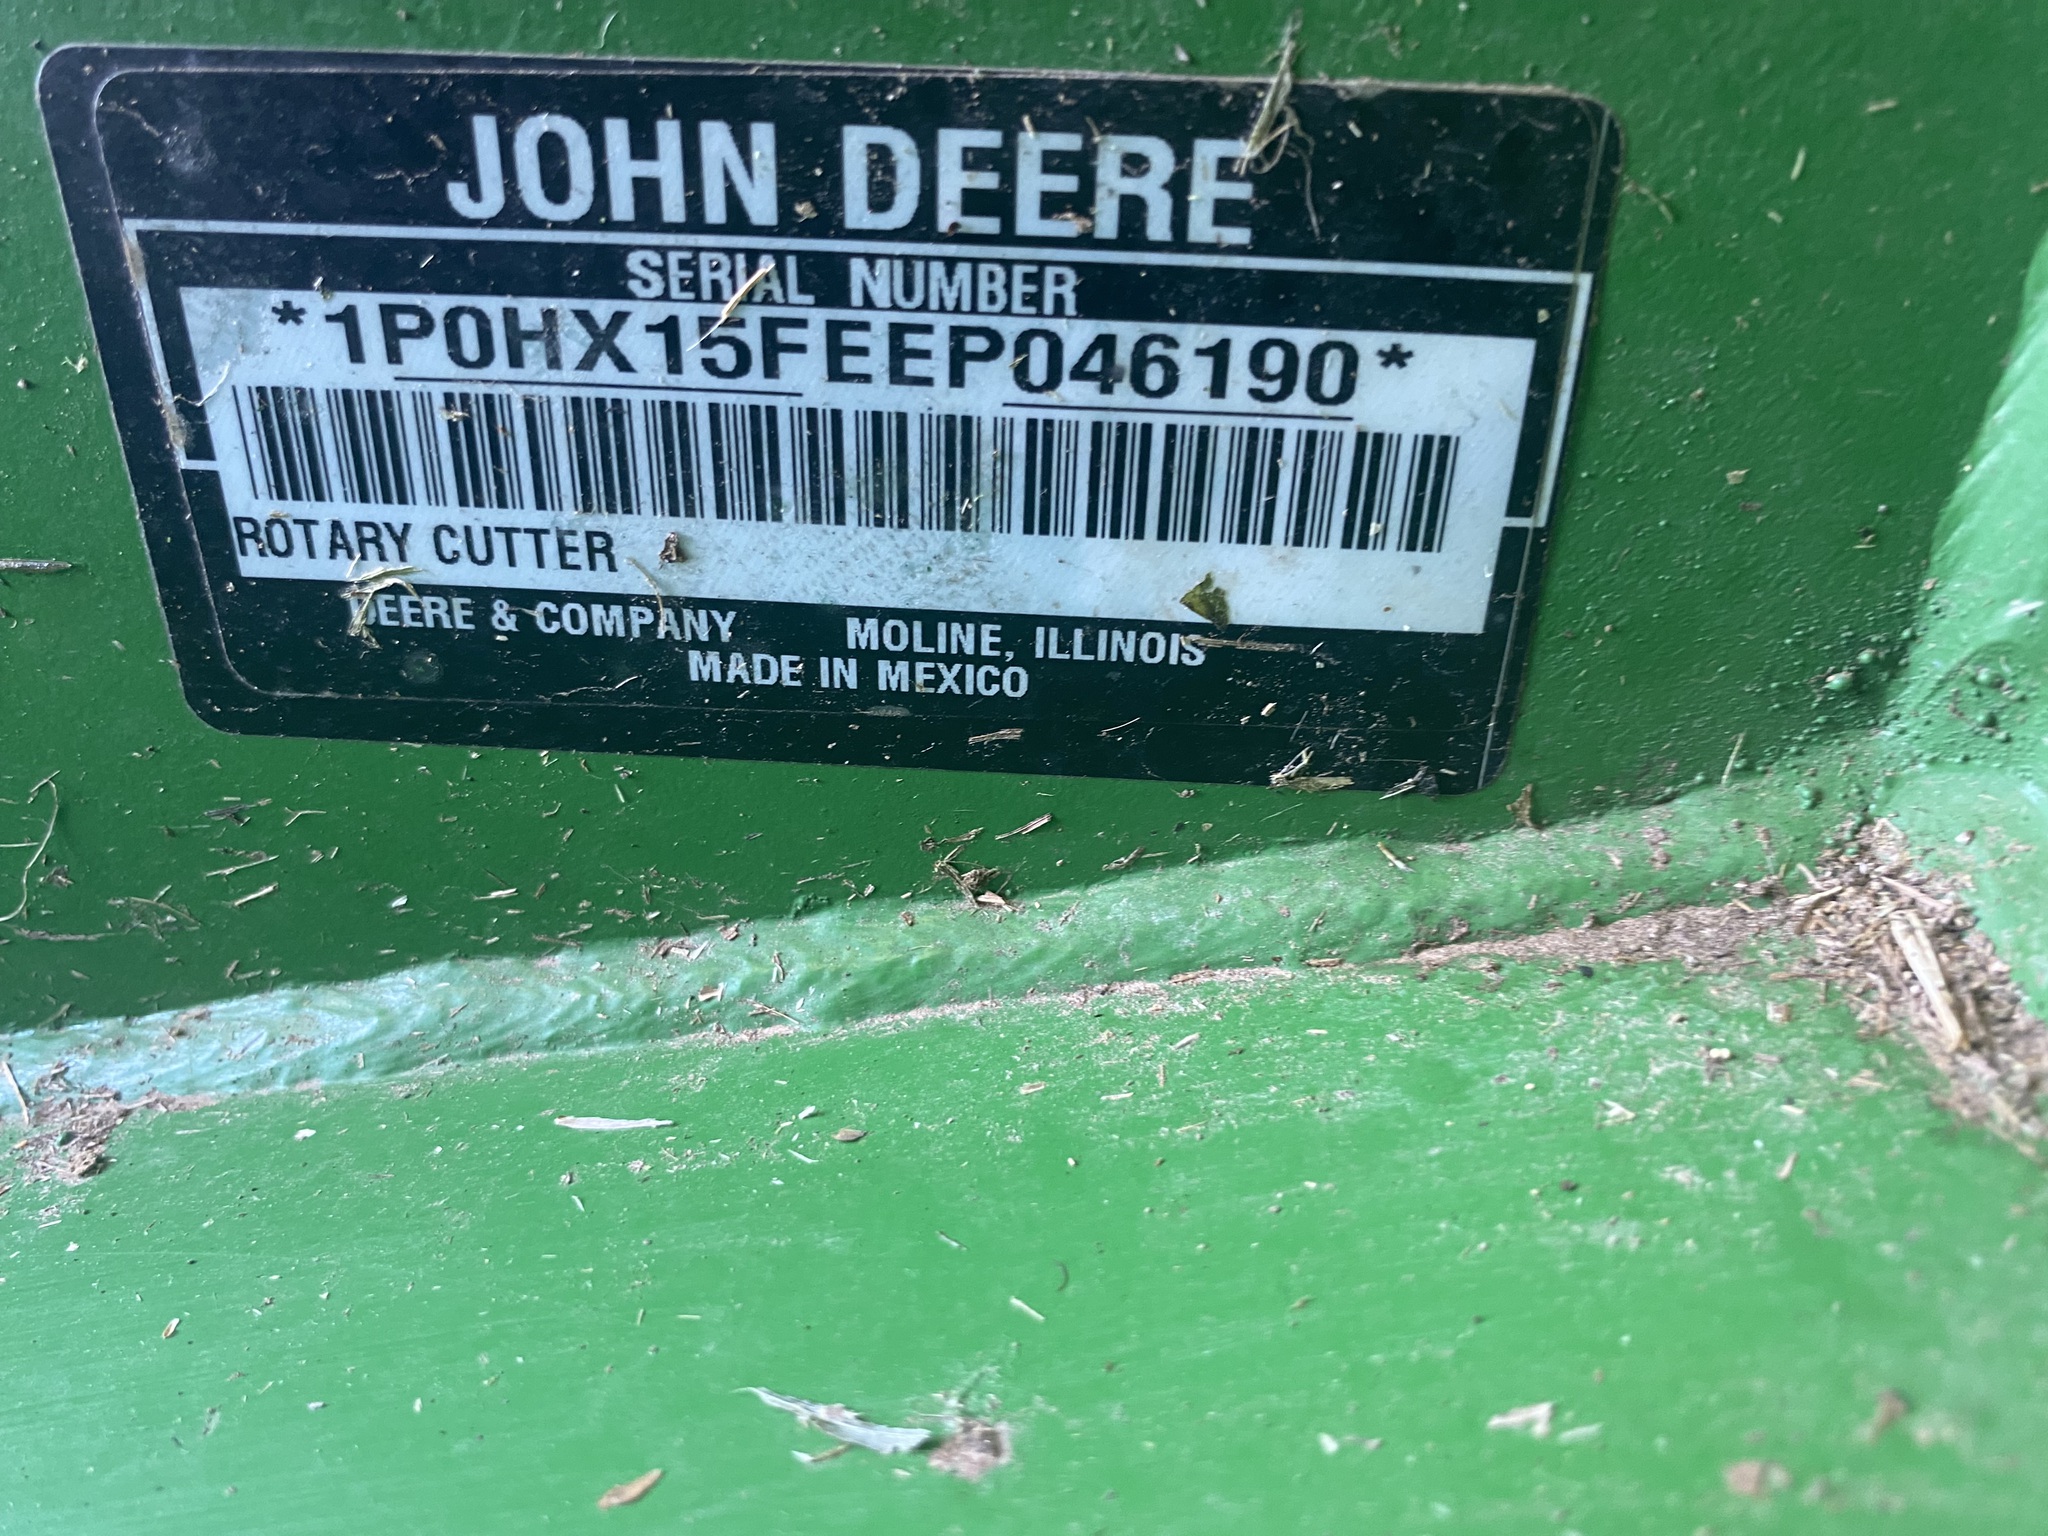 JOHN DEERE
SERIAL NUMBER
*1P0HX15FEEP046190*
ROTARY CUTTER
DEERE & COMPANY MOLINE, ILLINOIS
MADE IN MEXICO